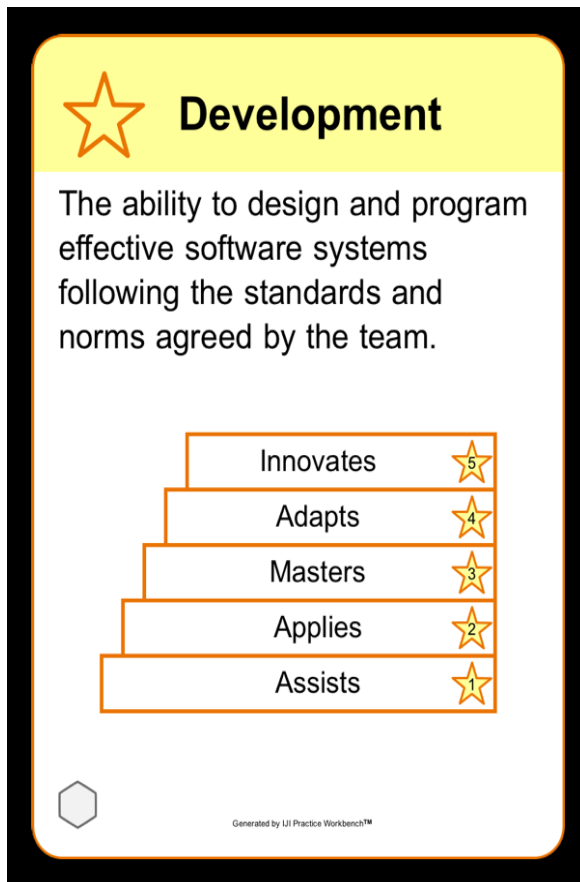 Development
The ability to design and program
effective software systems
following the standards and
norms agreed by the team.
Innovates 5
Adapts 4
Masters 3
Applies 2
Assists 1
Generated by IJI Practice Workbench™